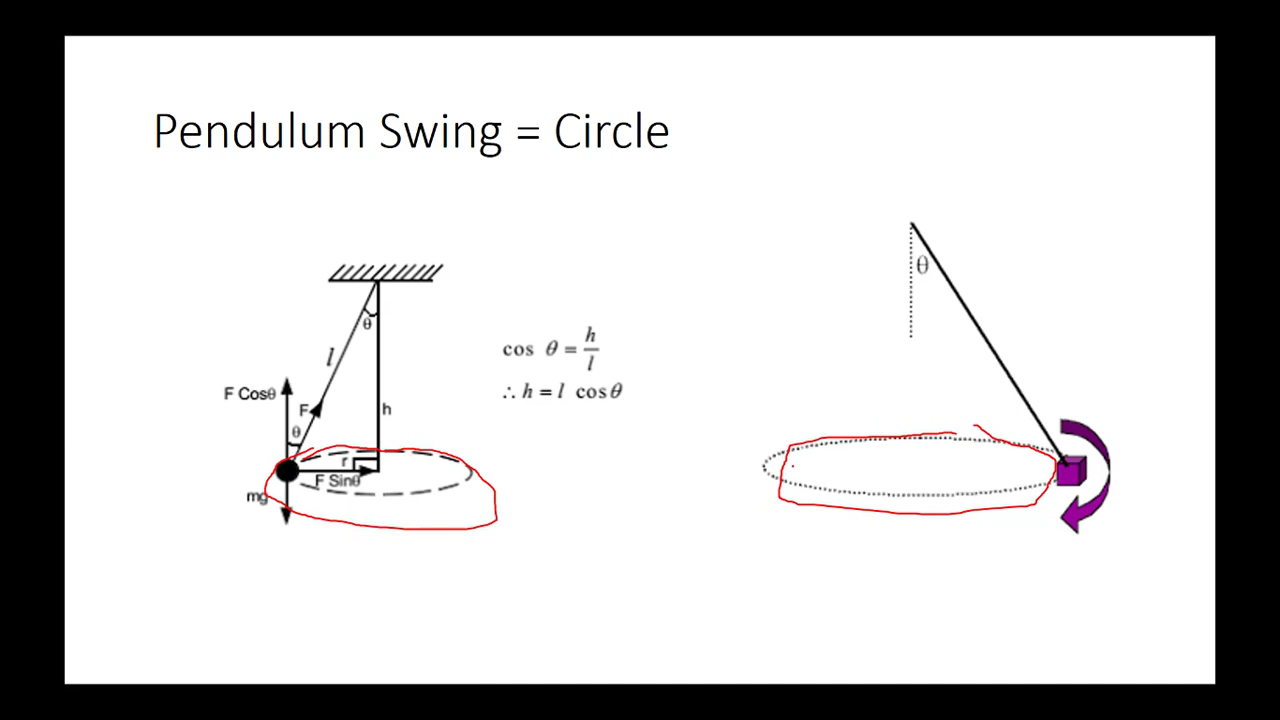 Pendulum Swing = Circle
θ
l
F Cosθ
F
θ
h
r
F Sinθ
mg
cos θ = h/l
∴ h = l cosθ
θ